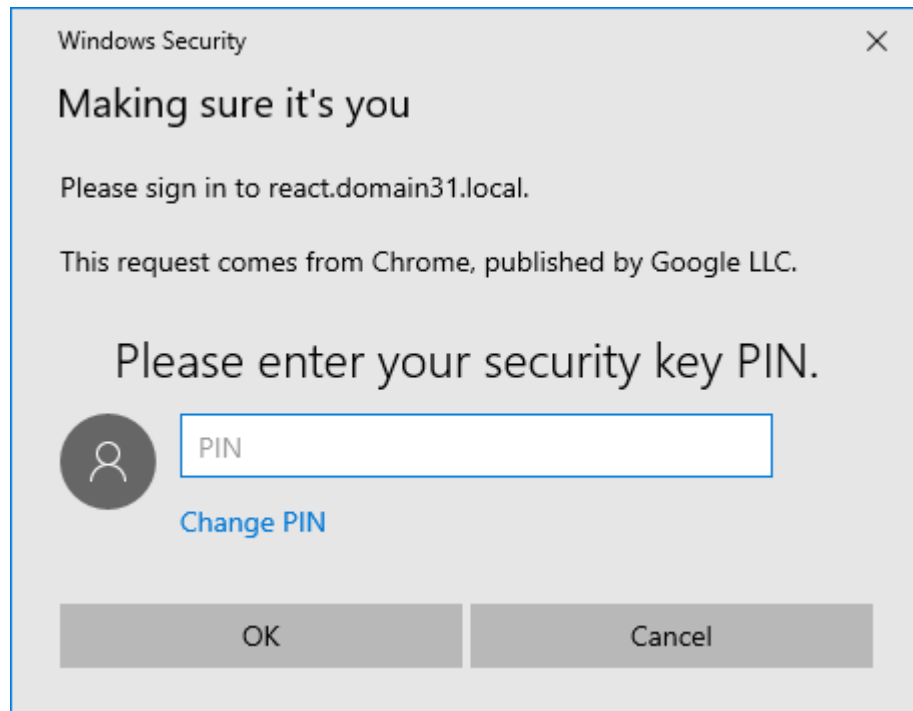 Windows Security
Making sure it's you
Please sign in to react.domain31.local.
This request comes from Chrome, published by Google LLC.
Please enter your security key PIN.
PIN
Change PIN
OK
Cancel